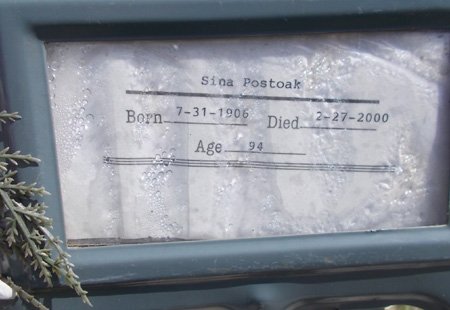 Sina Postoak
Born 7-31-1906 Died 2-27-2000
Age 94